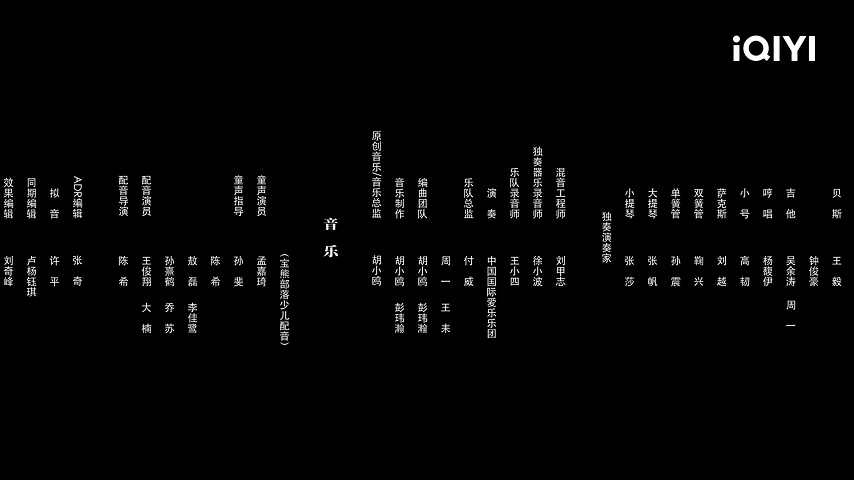 iQIYI
效果编辑 刘奇峰
同期编辑 卢杨钰琪
拟音 许平
ADR编辑 张奇
配音导演 陈希
配音演员 王俊翔 大楠
孙熹鹤 乔苏
敖磊 李佳鹭
陈希
童声指导 孙斐
童声演员 孟嘉琦
(宝熊部落少儿配音)
音乐
原创音乐/音乐总监 胡小鸥
音乐制作 胡小鸥 彭玮瀚
编曲团队 胡小鸥 彭玮瀚
周一 王未
乐队总监 付威
演奏 中国国际爱乐乐团
乐队录音师 王小四
独奏器乐录音师 徐小波
混音工程师 刘甲志
独奏演奏家
小提琴 张莎
大提琴 张帆
单簧管 孙震
双簧管 鞠兴
萨克斯 刘越
小号 高韧
哼唱 杨馥伊
吉他 吴余涛 周一
钟俊豪
贝斯 王毅